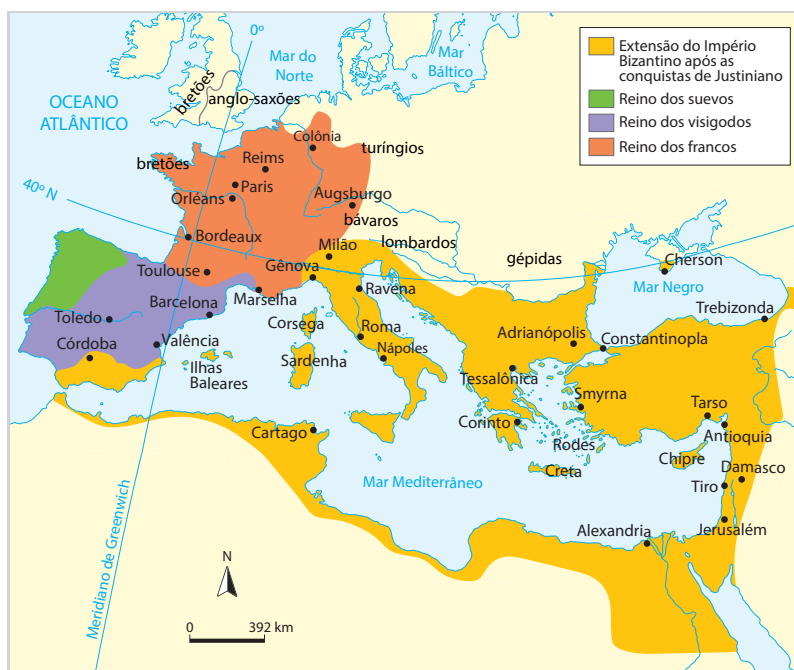 0º
Mar do
Norte
Mar
Báltico
bretões
anglo-saxões
OCEANO
ATLÂNTICO
Extensão do Império
Bizantino após as
conquistas de Justiniano
Reino dos suevos
Reino dos visigodos
Reino dos francos
40º N
Colônia
turíngios
bretões
Reims
Paris
Orléans
Augsburgo
bávaros
Bordeaux
lombardos
Milão
gépidas
Cherson
Toulouse
Gênova
Mar Negro
Marselha
Ravena
Barcelona
Trebizonda
Toledo
Corsega
Roma
Adrianópolis
Constantinopla
Córdoba
Valência
Nápoles
Ilhas
Baleares
Sardenha
Tessalônica
Smyrna
Tarso
Cartago
Corinto
Antioquia
Rodes
Chipre
Damasco
Creta
Mar Mediterrâneo
Tiro
Alexandria
Jerusalém
Meridiano de Greenwich
N
0
392 km